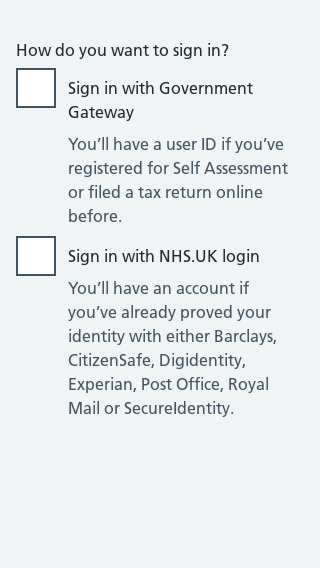 How do you want to sign in?
Sign in with Government
Gateway
You’ll have a user ID if you’ve
registered for Self Assessment
or filed a tax return online
before.
Sign in with NHS.UK login
You’ll have an account if
you’ve already proved your
identity with either Barclays,
CitizenSafe, Digidentity,
Experian, Post Office, Royal
Mail or SecureIdentity.